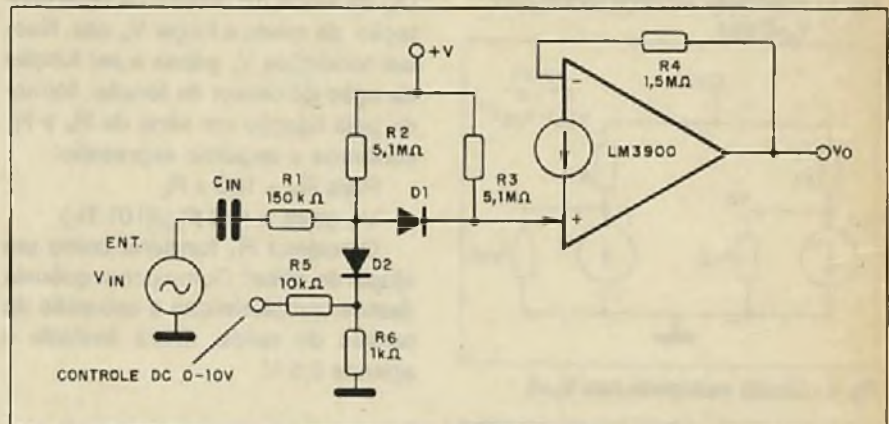 +V
R4
1,5MΩ
R2
5,1MΩ
R3
5,1MΩ
LM3900
VO
CIN
R1
150kΩ
D1
ENT.
VIN
D2
R5
10kΩ
R6
1kΩ
CONTROLE DC 0-10V